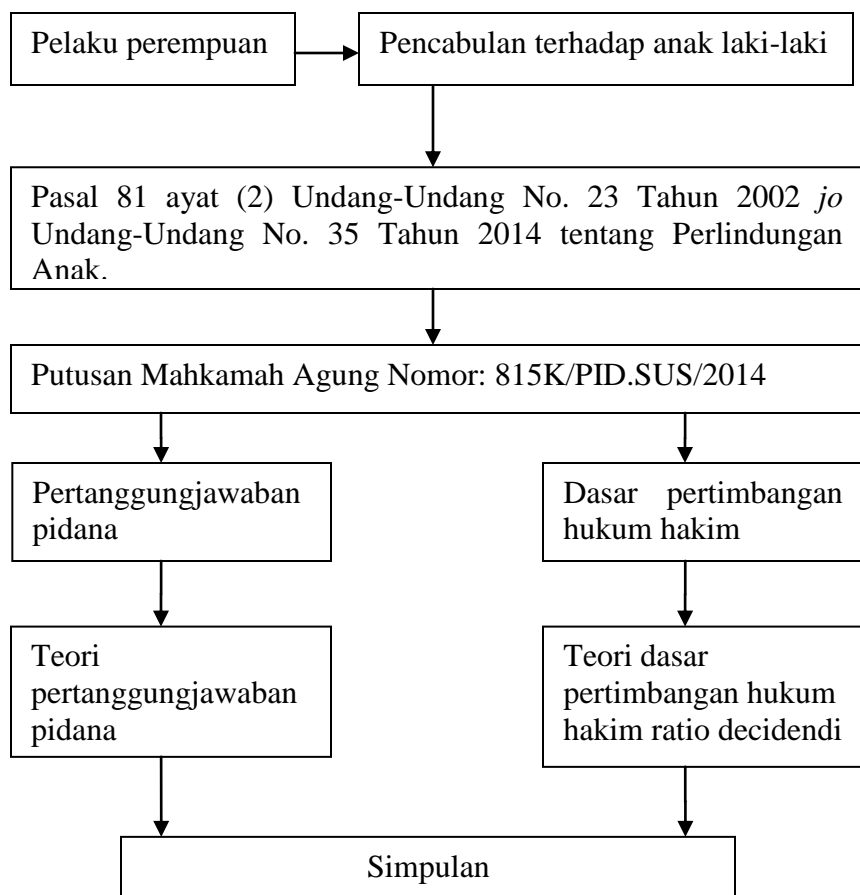 Pelaku perempuan
Pencabulan terhadap anak laki-laki
Pasal 81 ayat (2) Undang-Undang No. 23 Tahun 2002 jo
Undang-Undang No. 35 Tahun 2014 tentang Perlindungan
Anak.
Putusan Mahkamah Agung Nomor: 815K/PID.SUS/2014
Pertanggungjawaban
pidana
Dasar pertimbangan
hukum hakim
Teori
pertanggungjawaban
pidana
Teori dasar
pertimbangan hukum
hakim ratio decidendi
Simpulan